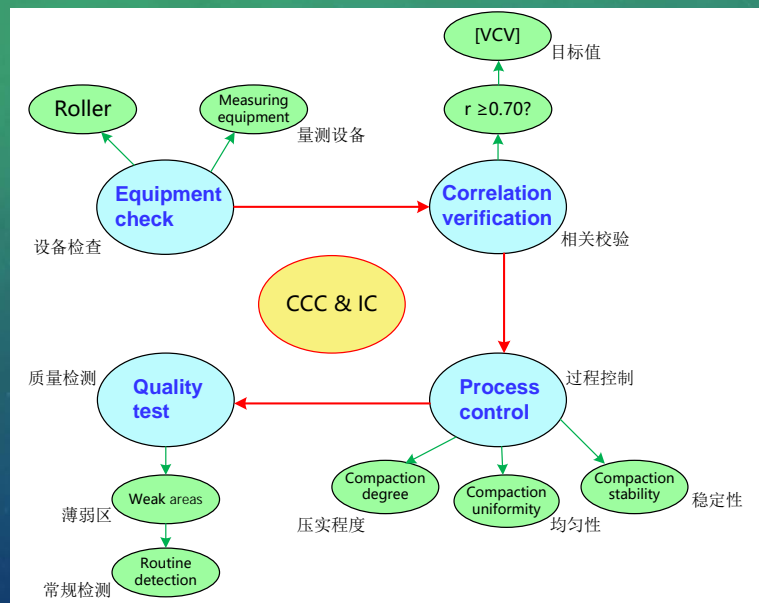 [VCV]
目标值
Roller
Measuring
equipment
量测设备
r ≥0.70?
Equipment
check
设备检查
Correlation
verification
相关校验
CCC & IC
质量检测
Quality
test
Process
control
过程控制
Compaction
degree
压实程度
Compaction
uniformity
均匀性
Compaction
stability
稳定性
Weak areas
薄弱区
Routine
detection
常规检测